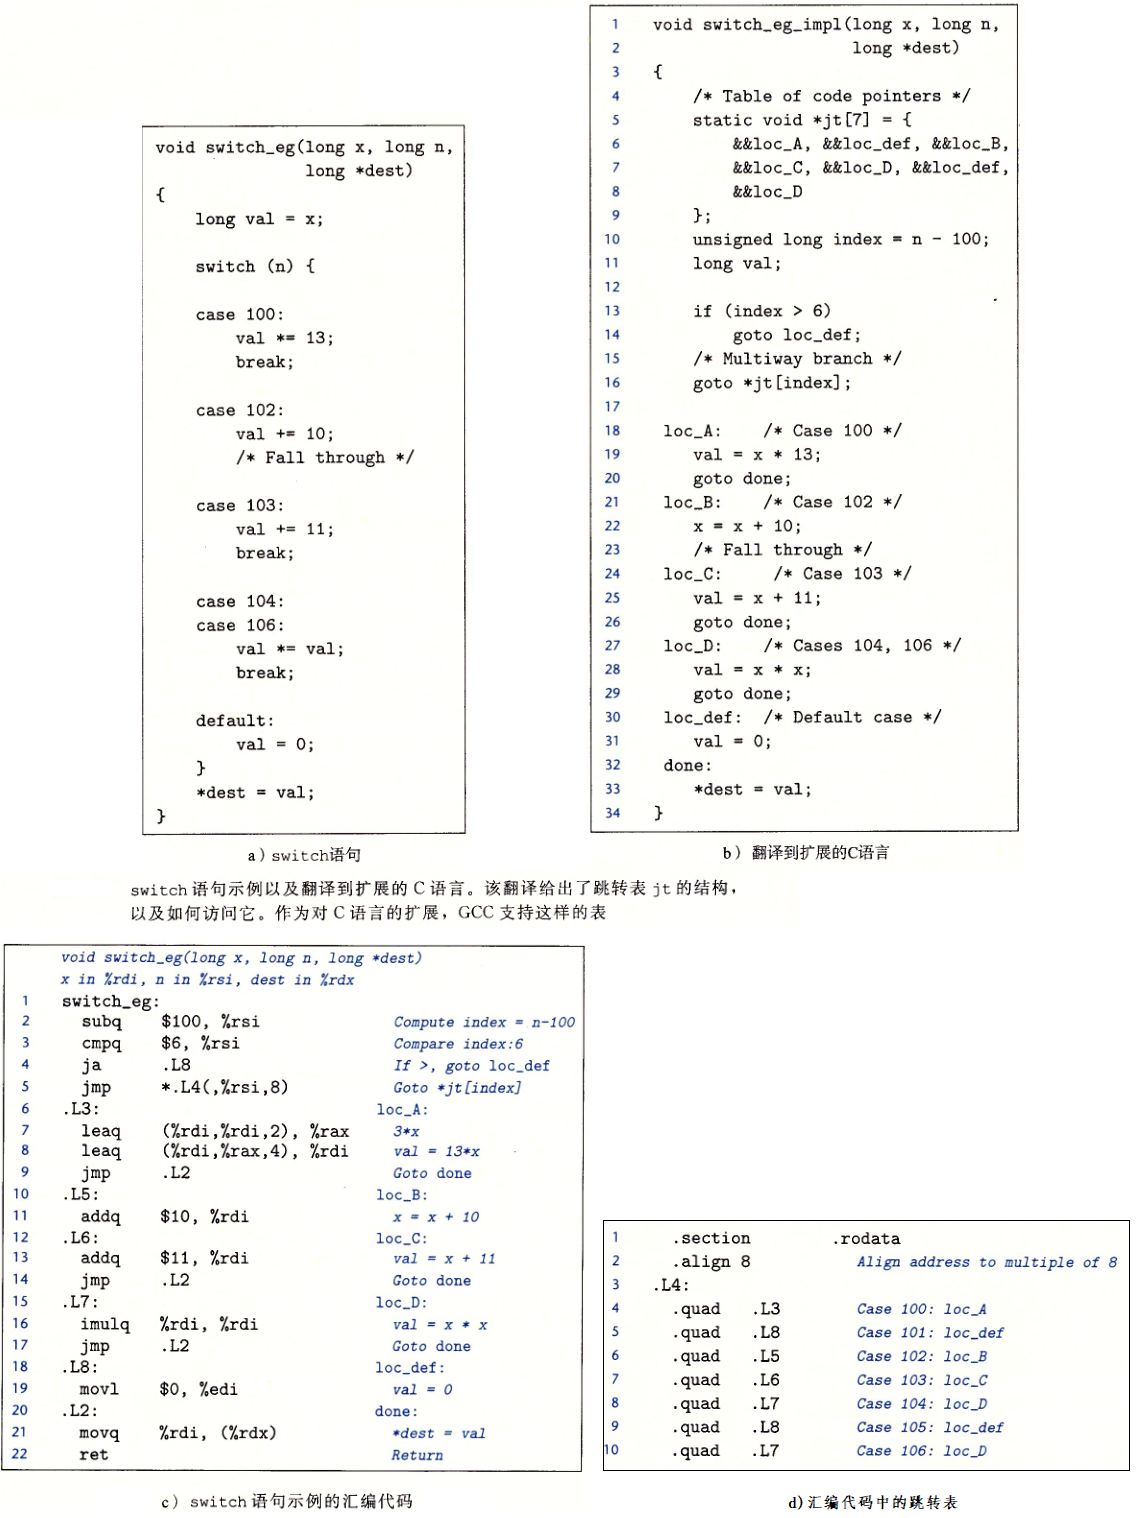 void switch_eg(long x, long n,
long *dest)
{
long val = x;
switch (n) {
case 100:
val *= 13;
break;
case 102:
val += 10;
/* Fall through */
case 103:
val += 11;
break;
case 104:
case 106:
val *= val;
break;
default:
val = 0;
}
*dest = val;
}
a) switch语句
1 void switch_eg_impl(long x, long n,
2 long *dest)
3 {
4 /* Table of code pointers */
5 static void *jt[7] = {
6 &&loc_A, &&loc_def, &&loc_B,
7 &&loc_C, &&loc_D, &&loc_def,
8 &&loc_D
9 };
10 unsigned long index = n - 100;
11 long val;
12
13 if (index > 6)
14 goto loc_def;
15 /* Multiway branch */
16 goto *jt[index];
17
18 loc_A: /* Case 100 */
19 val = x * 13;
20 goto done;
21 loc_B: /* Case 102 */
22 x = x + 10;
23 /* Fall through */
24 loc_C: /* Case 103 */
25 val = x + 11;
26 goto done;
27 loc_D: /* Cases 104, 106 */
28 val = x * x;
29 goto done;
30 loc_def: /* Default case */
31 val = 0;
32 done:
33 *dest = val;
34 }
b) 翻译到扩展的C语言
switch 语句示例以及翻译到扩展的 C 语言。该翻译给出了跳转表 jt 的结构，
以及如何访问它。作为对 C 语言的扩展，GCC 支持这样的表
void switch_eg(long x, long n, long *dest)
x in %rdi, n in %rsi, dest in %rdx
1 switch_eg:
2 subq $100, %rsi Compute index = n-100
3 cmpq $6, %rsi Compare index:6
4 ja .L8 If >, goto loc_def
5 jmp *.L4(,%rsi,8) Goto *jt[index]
6 .L3: loc_A:
7 leaq (%rdi,%rdi,2), %rax 3*x
8 leaq (%rdi,%rax,4), %rdi val = 13*x
9 jmp .L2 Goto done
10 .L5: loc_B:
11 addq $10, %rdi x = x + 10
12 .L6: loc_C:
13 addq $11, %rdi val = x + 11
14 jmp .L2 Goto done
15 .L7: loc_D:
16 imulq %rdi, %rdi val = x * x
17 jmp .L2 Goto done
18 .L8: loc_def:
19 movl $0, %edi val = 0
20 .L2: done:
21 movq %rdi, (%rdx) *dest = val
22 ret Return
c) switch 语句示例的汇编代码
1 .section .rodata
2 .align 8 Align address to multiple of 8
3 .L4:
4 .quad .L3 Case 100: loc_A
5 .quad .L8 Case 101: loc_def
6 .quad .L5 Case 102: loc_B
7 .quad .L6 Case 103: loc_C
8 .quad .L7 Case 104: loc_D
9 .quad .L8 Case 105: loc_def
10 .quad .L7 Case 106: loc_D
d) 汇编代码中的跳转表